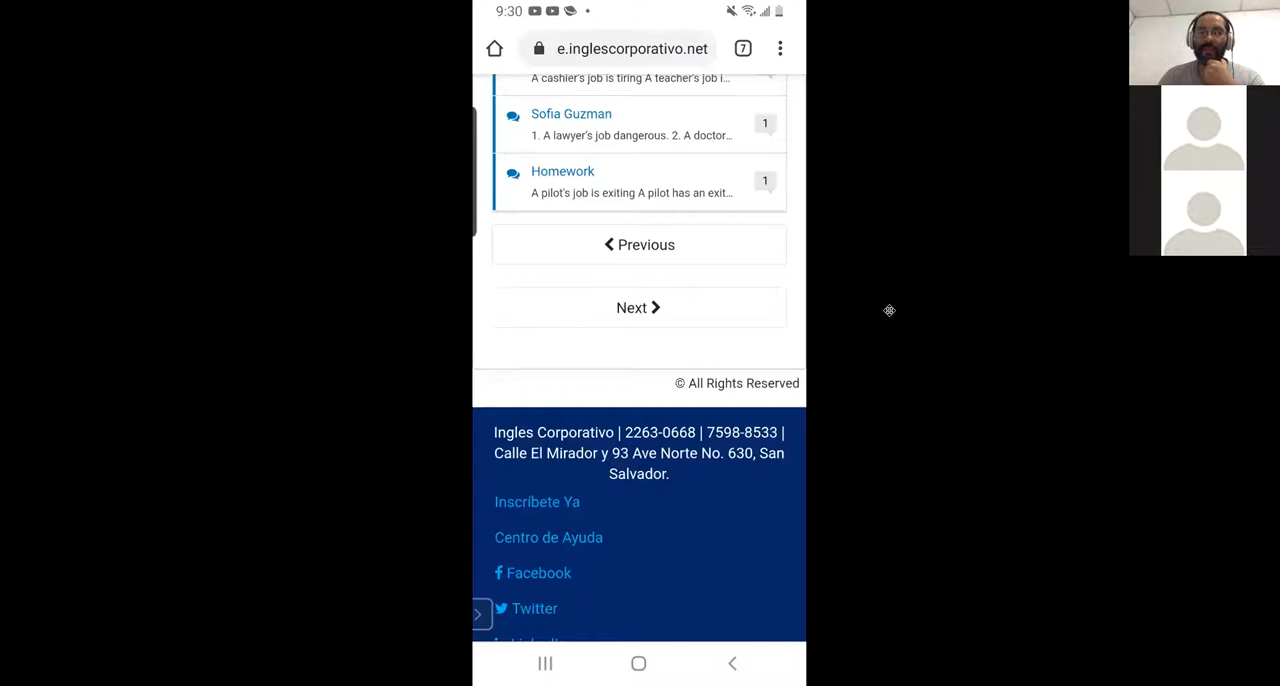 9:30
e.inglescorporativo.net
7
A cashier's job is tiring A teacher's job i...
Sofia Guzman
1
1. A lawyer's job dangerous. 2. A doctor...
Homework
1
A pilot's job is exiting A pilot has an exit...
Previous
Next
© All Rights Reserved
Ingles Corporativo | 2263-0668 | 7598-8533 |
Calle El Mirador y 93 Ave Norte No. 630, San
Salvador.
Inscríbete Ya
Centro de Ayuda
Facebook
Twitter